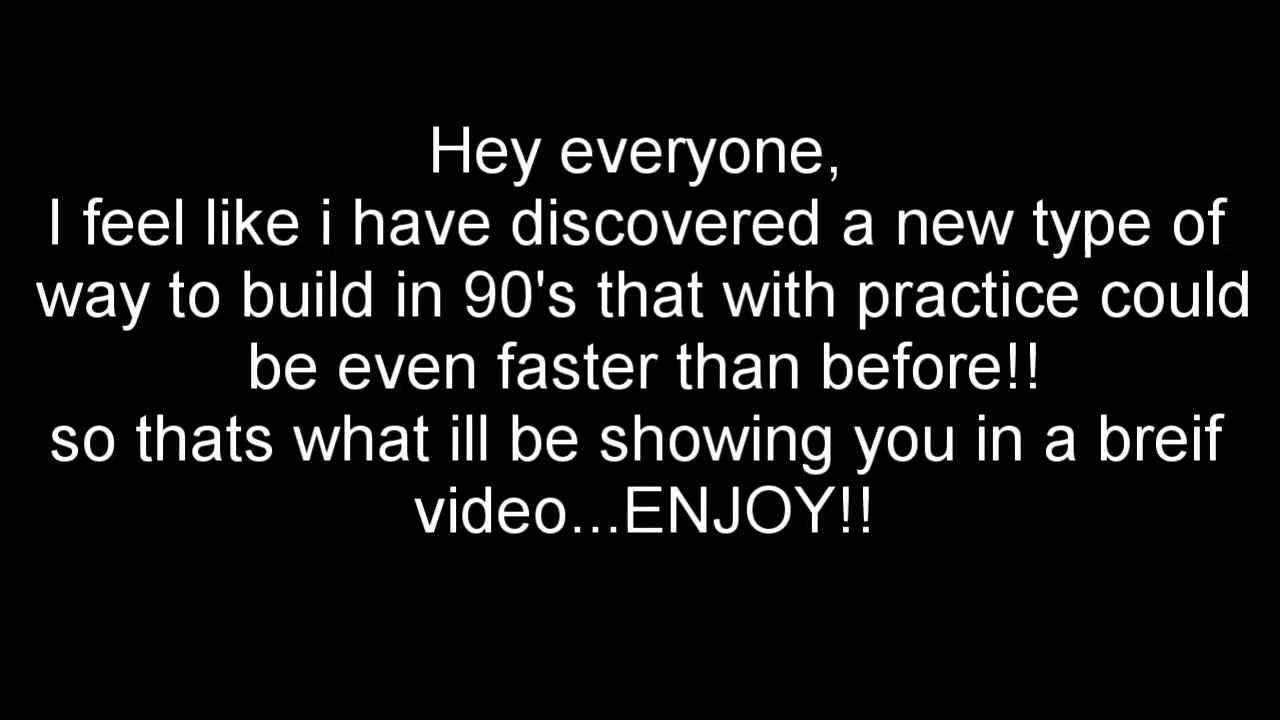 Hey everyone,
I feel like i have discovered a new type of
way to build in 90's that with practice could
be even faster than before!!
so thats what ill be showing you in a breif
video...ENJOY!!